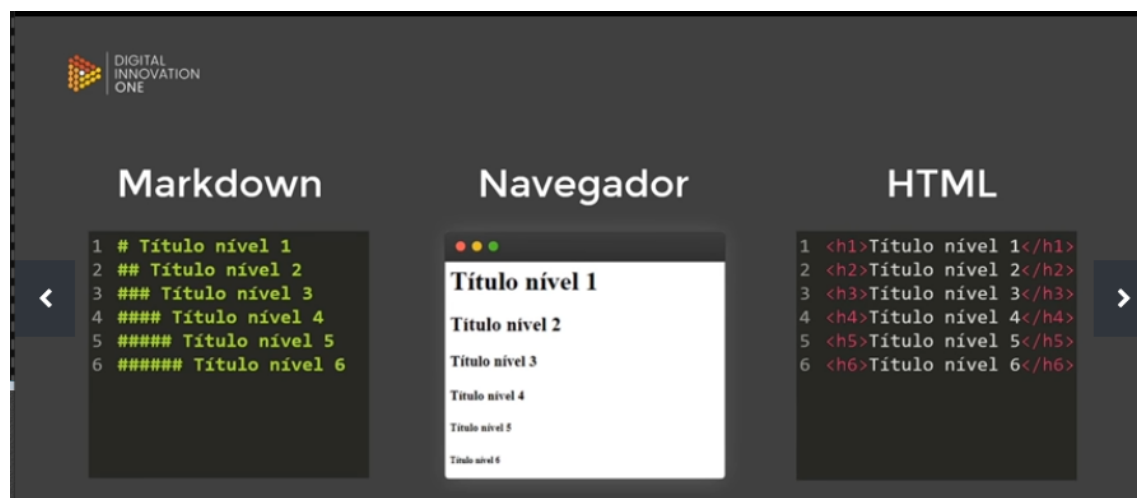 DIGITAL
INNOVATION
ONE
Markdown
1 # Título nível 1
2 ## Título nível 2
3 ### Título nível 3
4 #### Título nível 4
5 ##### Título nível 5
6 ###### Título nível 6
Navegador
Título nível 1
Título nível 2
Título nível 3
Título nível 4
Título nível 5
Título nível 6
HTML
1 <h1>Título nível 1</h1>
2 <h2>Título nível 2</h2>
3 <h3>Título nível 3</h3>
4 <h4>Título nível 4</h4>
5 <h5>Título nível 5</h5>
6 <h6>Título nível 6</h6>